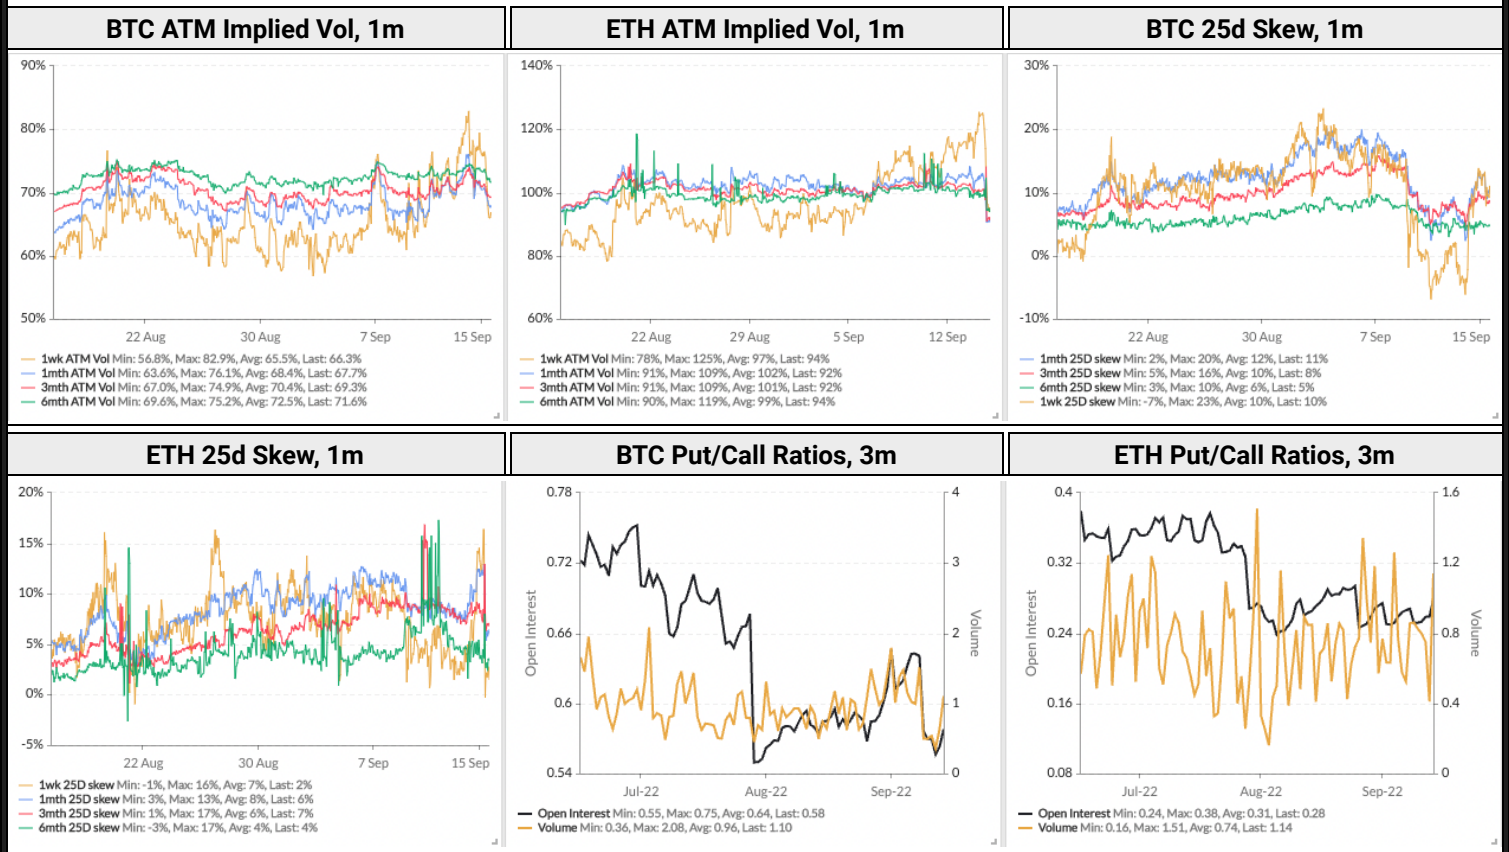 BTC ATM Implied Vol, 1m
90%
80%
70%
60%
50%
22 Aug
30 Aug
7 Sep
15 Sep
1wk ATM Vol Min: 56.8%, Max: 82.9%, Avg: 65.5%, Last: 66.3%
1mth ATM Vol Min: 63.6%, Max: 76.1%, Avg: 68.4%, Last: 67.7%
3mth ATM Vol Min: 67.0%, Max: 74.9%, Avg: 70.4%, Last: 69.3%
6mth ATM Vol Min: 69.6%, Max: 75.2%, Avg: 72.5%, Last: 71.6%
ETH ATM Implied Vol, 1m
140%
120%
100%
80%
60%
22 Aug
29 Aug
5 Sep
12 Sep
1wk ATM Vol Min: 78%, Max: 125%, Avg: 97%, Last: 94%
1mth ATM Vol Min: 91%, Max: 109%, Avg: 102%, Last: 92%
3mth ATM Vol Min: 91%, Max: 109%, Avg: 101%, Last: 92%
6mth ATM Vol Min: 90%, Max: 119%, Avg: 99%, Last: 94%
BTC 25d Skew, 1m
30%
20%
10%
0%
-10%
22 Aug
30 Aug
7 Sep
15 Sep
1mth 25D skew Min: 2%, Max: 20%, Avg: 12%, Last: 11%
3mth 25D skew Min: 5%, Max: 16%, Avg: 10%, Last: 8%
6mth 25D skew Min: 3%, Max: 10%, Avg: 6%, Last: 5%
1wk 25D skew Min: -7%, Max: 23%, Avg: 10%, Last: 10%
ETH 25d Skew, 1m
20%
15%
10%
5%
0%
-5%
22 Aug
30 Aug
7 Sep
15 Sep
1wk 25D skew Min: -1%, Max: 16%, Avg: 7%, Last: 2%
1mth 25D skew Min: 3%, Max: 13%, Avg: 8%, Last: 6%
3mth 25D skew Min: 1%, Max: 17%, Avg: 6%, Last: 7%
6mth 25D skew Min: -3%, Max: 17%, Avg: 4%, Last: 4%
BTC Put/Call Ratios, 3m
0.78
0.72
0.66
0.6
0.54
Open Interest
4
3
2
1
0
Volume
Jul-22
Aug-22
Sep-22
Open Interest Min: 0.55, Max: 0.75, Avg: 0.64, Last: 0.58
Volume Min: 0.36, Max: 2.08, Avg: 0.96, Last: 1.10
ETH Put/Call Ratios, 3m
0.4
0.32
0.24
0.16
0.08
Open Interest
1.6
1.2
0.8
0.4
0
Volume
Jul-22
Aug-22
Sep-22
Open Interest Min: 0.24, Max: 0.38, Avg: 0.31, Last: 0.28
Volume Min: 0.16, Max: 1.51, Avg: 0.74, Last: 1.14